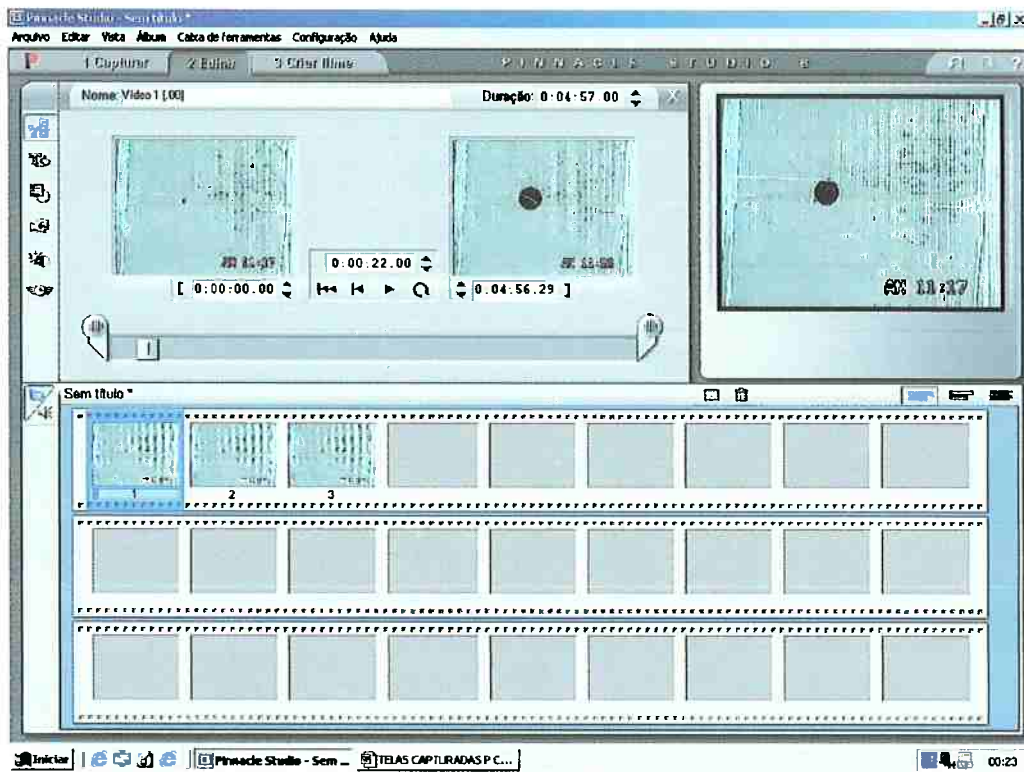 Pinnacle Studio - Sem título *
Arquivo Editar Vista Álbum Caixa de ferramentas Configuração Ajuda
1 Capturar 2 Editar 3 Criar filme PINNACLE STUDIO 8
Nome: Vídeo 1 [.00] Duração: 0:04:57.00
AM 11:17
0:00:22.00
[ 0:00:00.00
0.04:56.29 ]
Sem título *
1 2 3
Iniciar Pinnacle Studio - Sem ... TELAS CAPTURADAS P C... 00:23